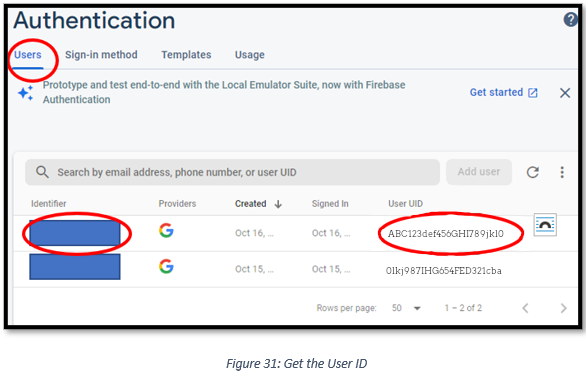 Authentication
Users Sign-in method Templates Usage
Prototype and test end-to-end with the Local Emulator Suite, now with Firebase
Authentication
Get started
Search by email address, phone number, or user UID
Add user
Identifier Providers Created Signed In User UID
Oct 16, ... Oct 16, ... ABC123def456GHI789jkl0
Oct 15, ... Oct 15, ... 0lkj987IHG654FED321cba
Rows per page: 50 1 – 2 of 2
Figure 31: Get the User ID